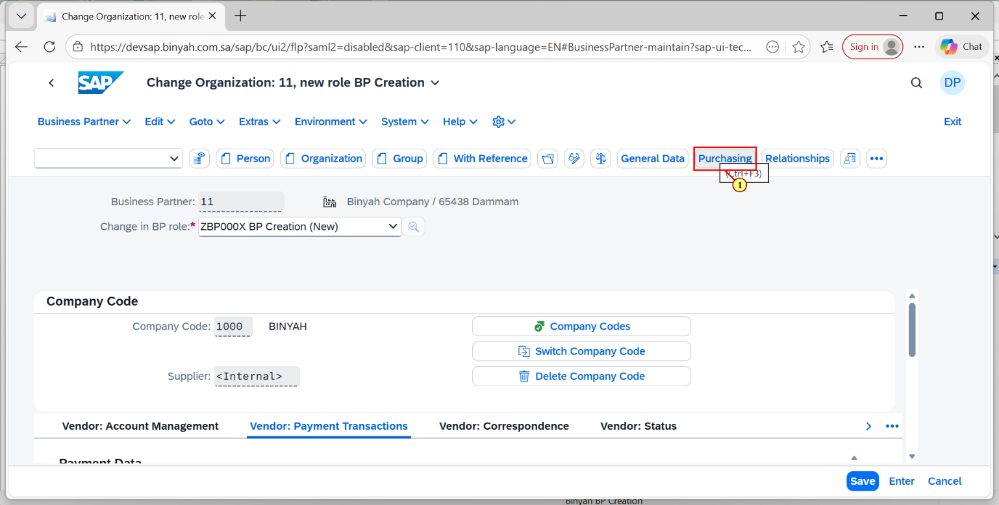 Change Organization: 11, new role
https://devsap.binyah.com.sa/sap/bc/ui2/flp?saml2=disabled&sap-client=110&sap-language=EN#BusinessPartner-maintain?sap-ui-tec...
Sign in
Chat
SAP
Change Organization: 11, new role BP Creation
DP
Business Partner
Edit
Goto
Extras
Environment
System
Help
Exit
Person
Organization
Group
With Reference
General Data
Purchasing
Relationships
(Ctrl+F3)
1
Business Partner: 11
Binyah Company / 65438 Dammam
Change in BP role:* ZBP000X BP Creation (New)
Company Code
Company Code: 1000 BINYAH
Company Codes
Switch Company Code
Supplier: <Internal>
Delete Company Code
Vendor: Account Management
Vendor: Payment Transactions
Vendor: Correspondence
Vendor: Status
Payment Data
Save
Enter
Cancel
Binyah BP Creation